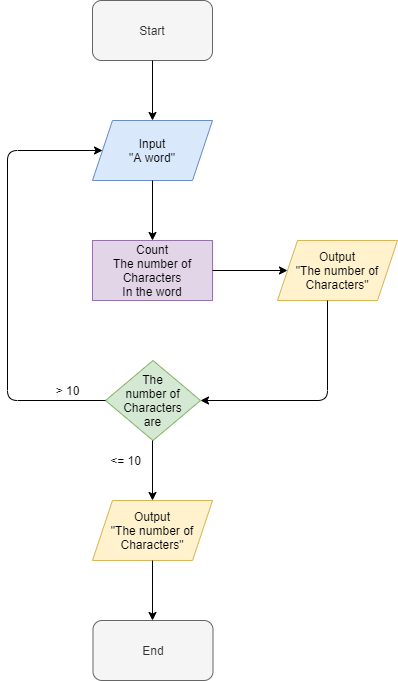 Start
Input
"A word"
Count
The number of
Characters
In the word
Output
"The number of
Characters"
The
number of
Characters
are
> 10
<= 10
Output
"The number of
Characters"
End